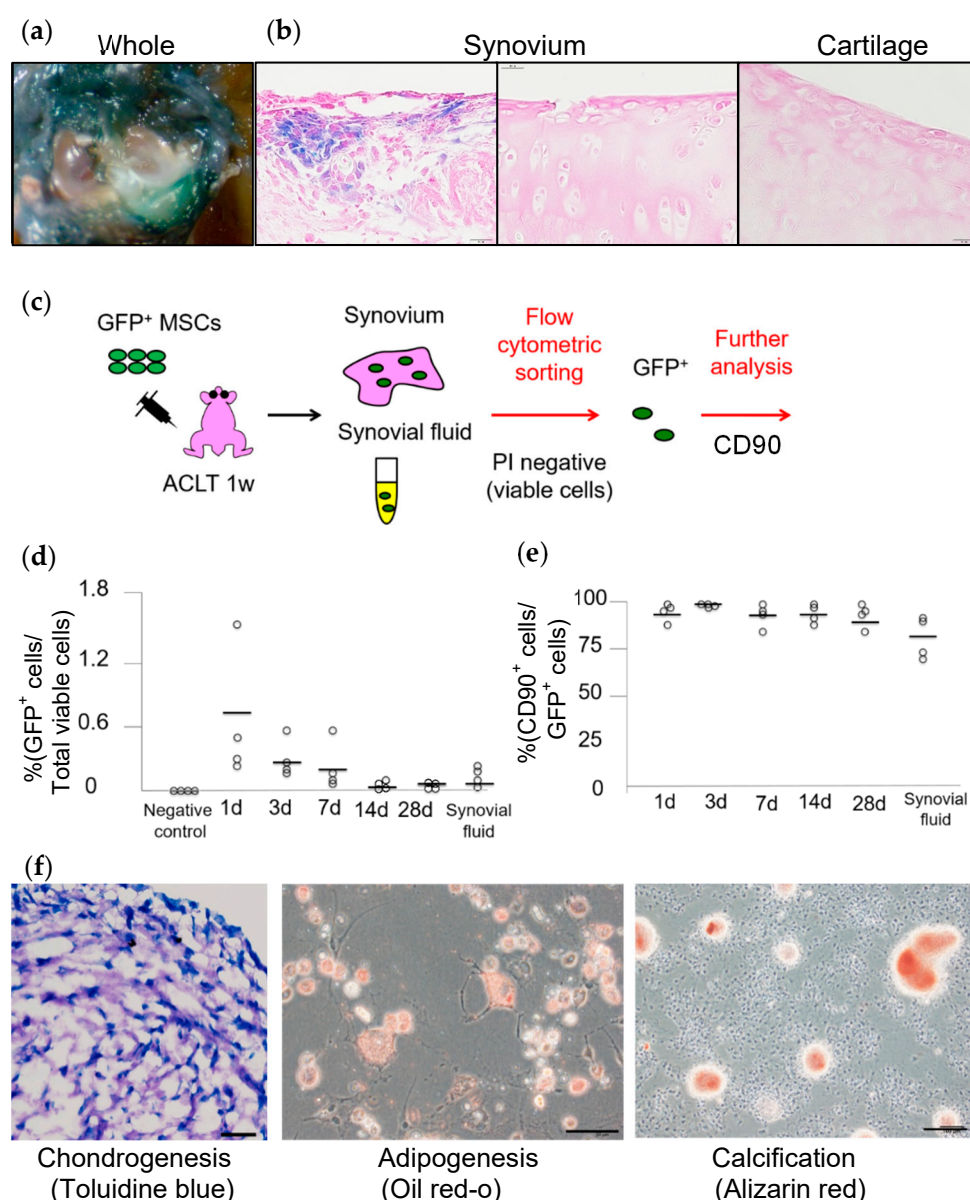 (a)
Whole
(b)
Synovium
Cartilage
(c)
GFP⁺ MSCs
ACLT 1w
Synovium
Synovial fluid
Flow
cytometric
sorting
PI negative
(viable cells)
GFP⁺
Further
analysis
CD90
(d)
%(GFP⁺ cells/
Total viable cells)
1.8
1.2
0.6
0
Negative
control
1d
3d
7d
14d
28d
Synovial
fluid
(e)
%(CD90⁺ cells/
GFP⁺ cells)
100
75
50
25
0
1d
3d
7d
14d
28d
Synovial
fluid
(f)
Chondrogenesis
(Toluidine blue)
Adipogenesis
(Oil red-o)
Calcification
(Alizarin red)